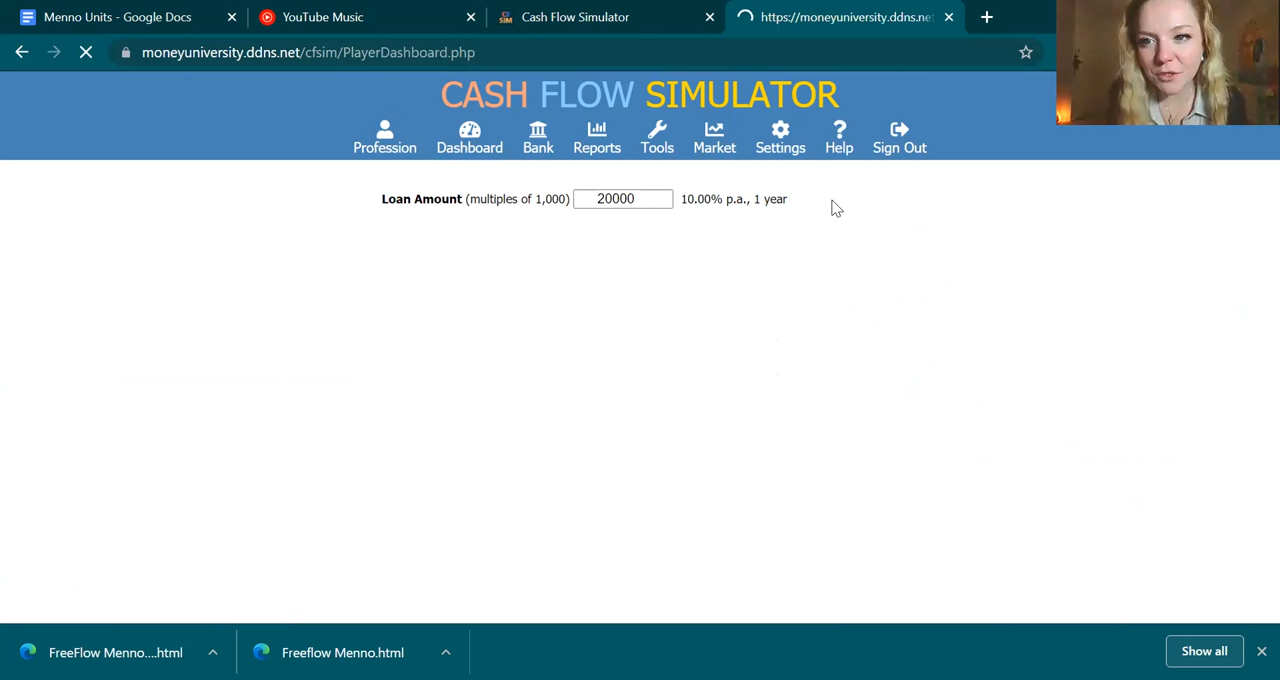 Menno Units - Google Docs
YouTube Music
Cash Flow Simulator
https://moneyuniversity.ddns.net
moneyuniversity.ddns.net/cfsim/PlayerDashboard.php
CASH FLOW SIMULATOR
Profession Dashboard Bank Reports Tools Market Settings Help Sign Out
Loan Amount (multiples of 1,000) 20000 10.00% p.a., 1 year
FreeFlow Menno....html
Freeflow Menno.html
Show all